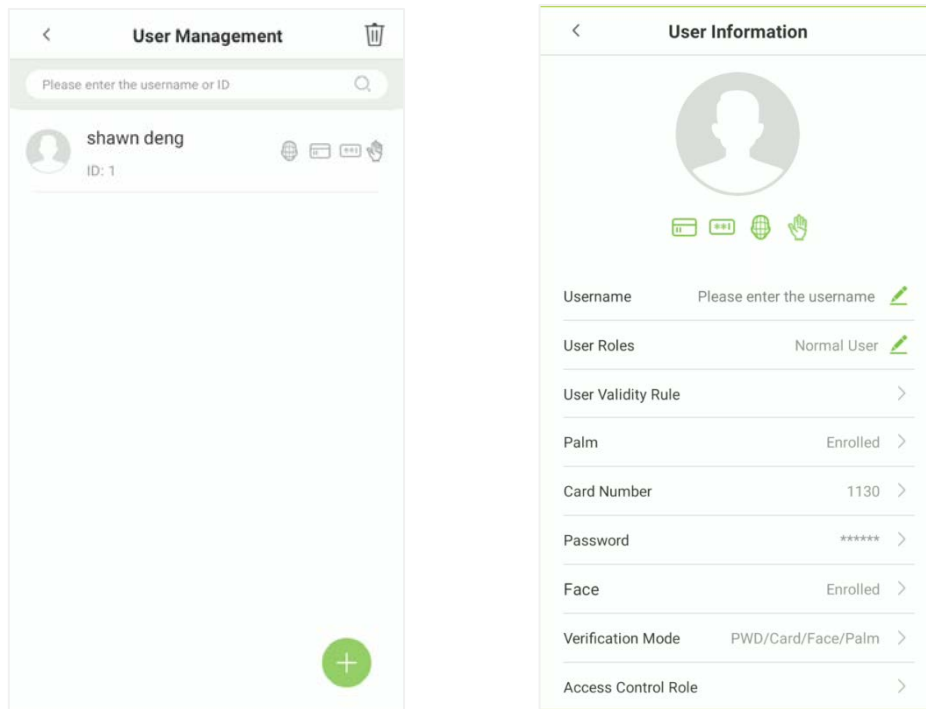 User Management
Please enter the username or ID
shawn deng
ID: 1
User Information
Username Please enter the username
User Roles Normal User
User Validity Rule
Palm Enrolled
Card Number 1130
Password ******
Face Enrolled
Verification Mode PWD/Card/Face/Palm
Access Control Role